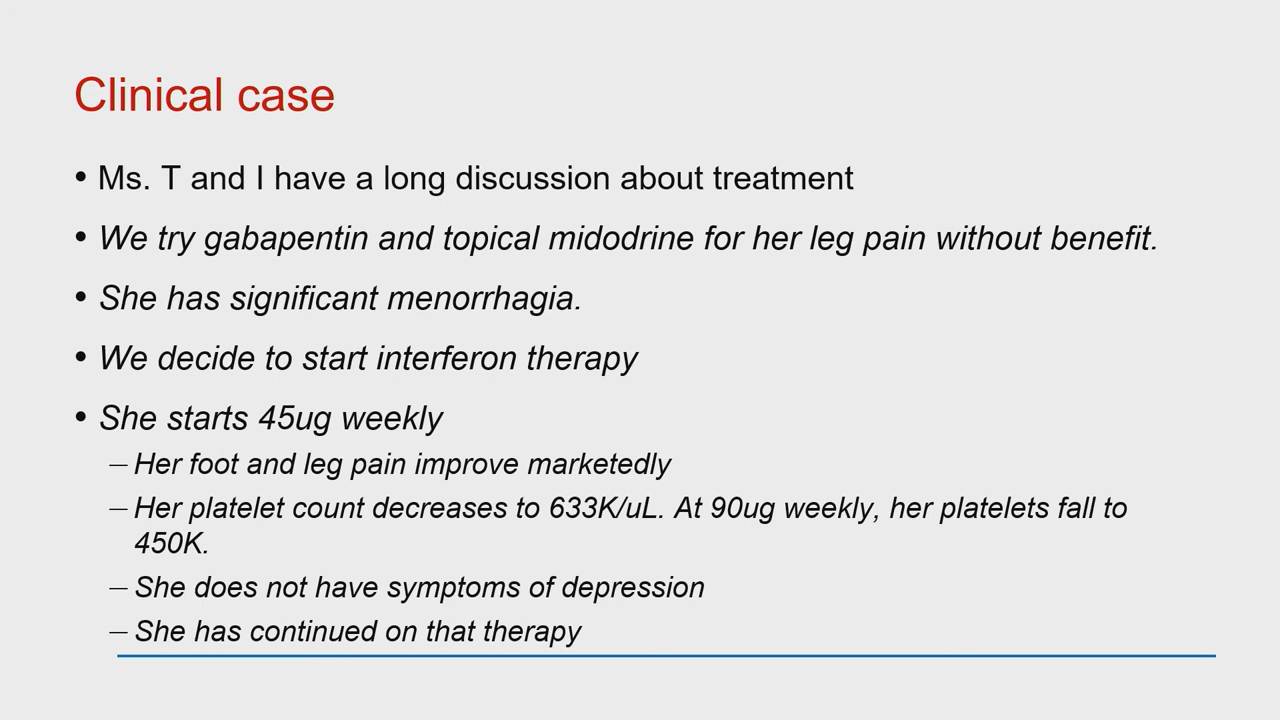 Clinical case
• Ms. T and I have a long discussion about treatment
• We try gabapentin and topical midodrine for her leg pain without benefit.
• She has significant menorrhagia.
• We decide to start interferon therapy
• She starts 45ug weekly
– Her foot and leg pain improve marketedly
– Her platelet count decreases to 633K/uL. At 90ug weekly, her platelets fall to
450K.
– She does not have symptoms of depression
– She has continued on that therapy